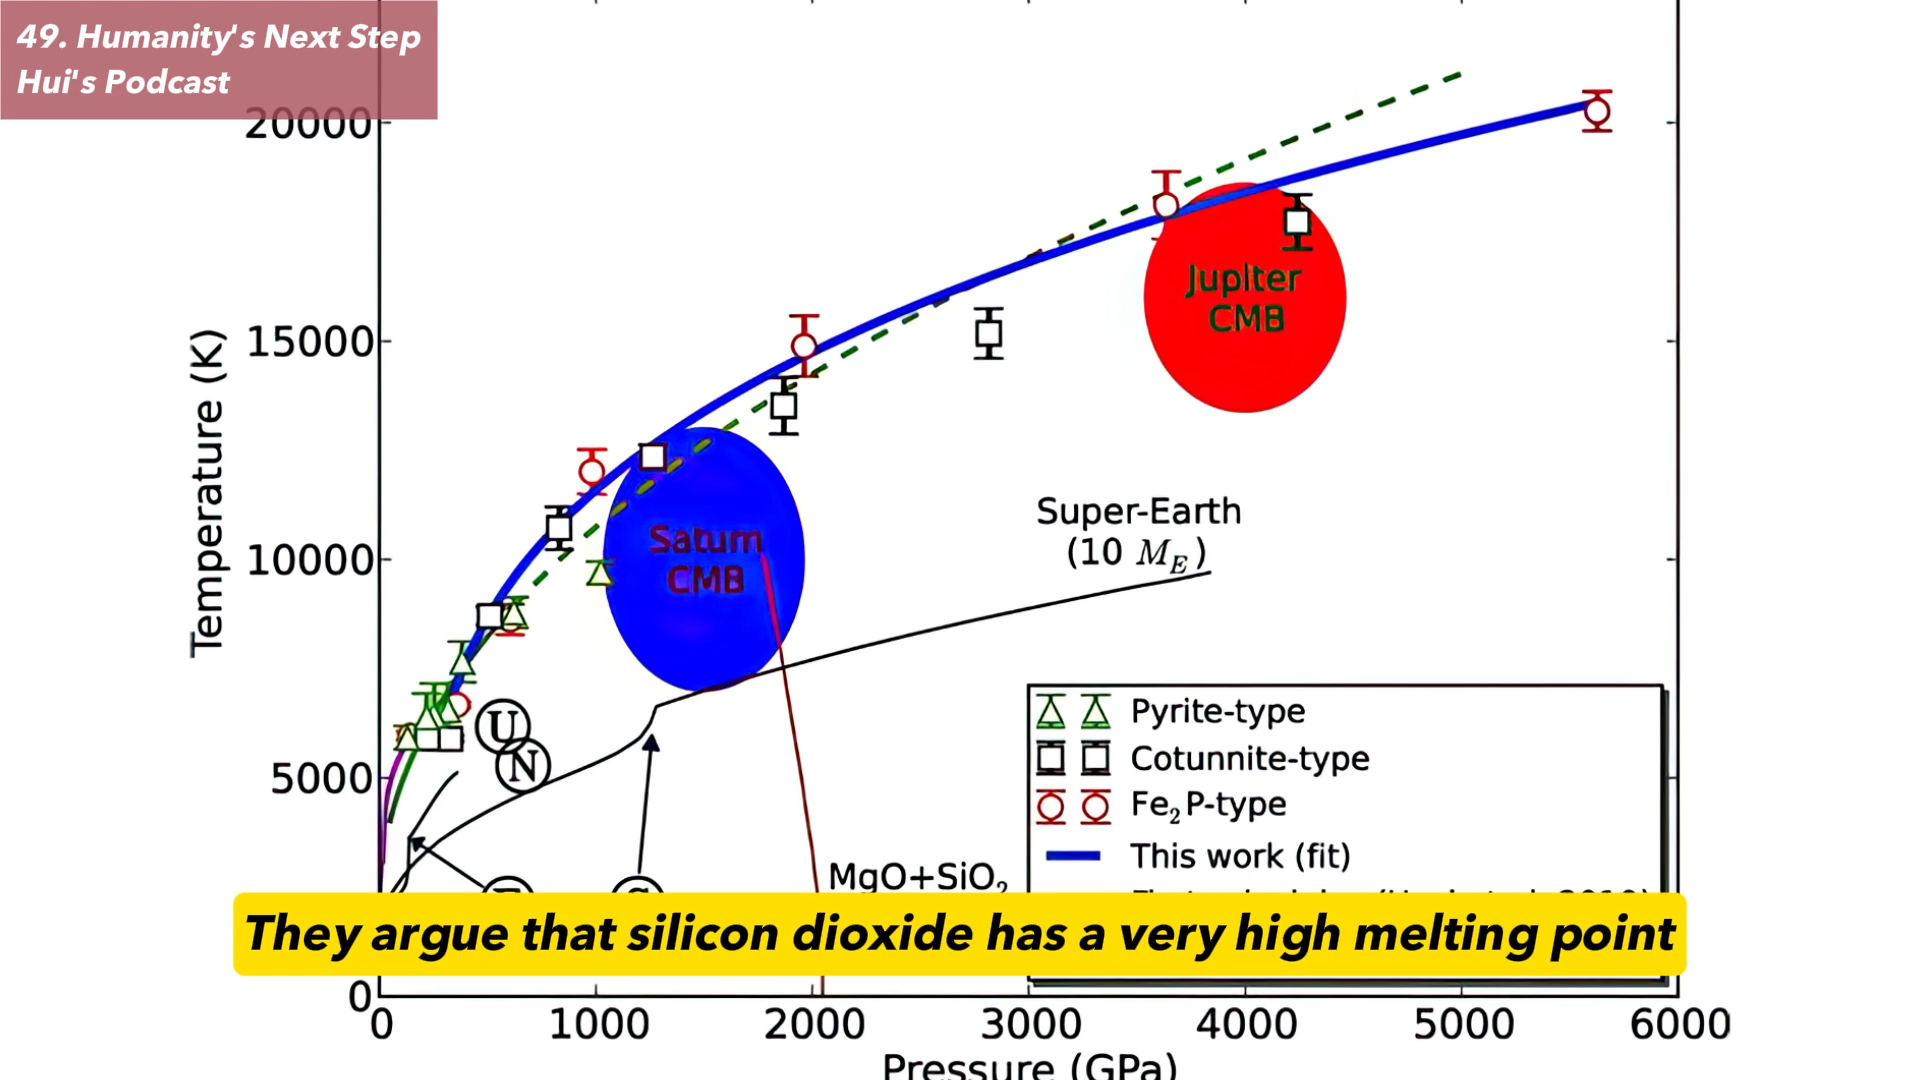 49. Humanity's Next Step
Hui's Podcast
20000
15000
10000
5000
0
Temperature (K)
Jupiter
CMB
Saturn
CMB
Super-Earth
(10 M_E)
U
N
MgO+SiO₂
Pyrite-type
Cotunnite-type
Fe₂P-type
This work (fit)
They argue that silicon dioxide has a very high melting point
0 1000 2000 3000 4000 5000 6000
Pressure (GPa)